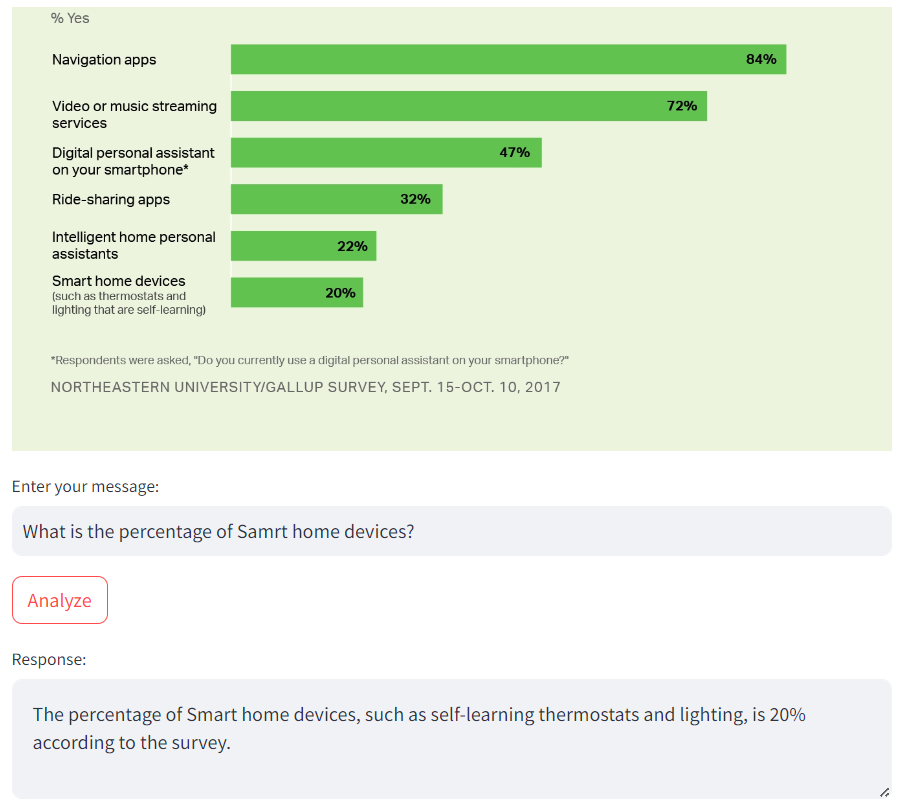 % Yes
Navigation apps
84%
Video or music streaming
services
72%
Digital personal assistant
on your smartphone*
47%
Ride-sharing apps
32%
Intelligent home personal
assistants
22%
Smart home devices
(such as thermostats and
lighting that are self-learning)
20%
*Respondents were asked, "Do you currently use a digital personal assistant on your smartphone?"
NORTHEASTERN UNIVERSITY/GALLUP SURVEY, SEPT. 15-OCT. 10, 2017
Enter your message:
What is the percentage of Samrt home devices?
Analyze
Response:
The percentage of Smart home devices, such as self-learning thermostats and lighting, is 20%
according to the survey.